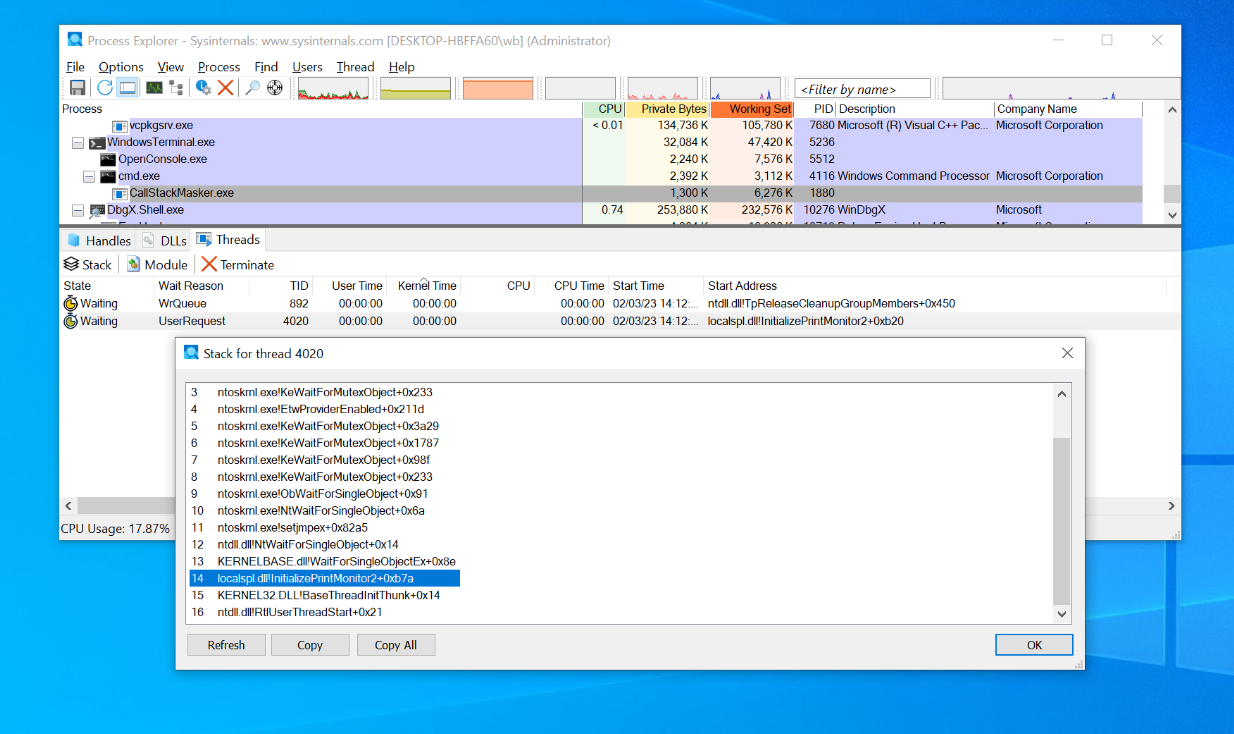 Process Explorer - Sysinternals: www.sysinternals.com [DESKTOP-HBFFA60\wb] (Administrator)
File Options View Process Find Users Thread Help
<Filter by name>
Process CPU Private Bytes Working Set PID Description Company Name
vcpkgsrv.exe < 0.01 134,736 K 105,780 K 7680 Microsoft (R) Visual C++ Pac... Microsoft Corporation
WindowsTerminal.exe 32,084 K 47,420 K 5236
OpenConsole.exe 2,240 K 7,576 K 5512
cmd.exe 2,392 K 3,112 K 4116 Windows Command Processor Microsoft Corporation
CallStackMasker.exe 1,300 K 6,276 K 1880
DbgX.Shell.exe 0.74 253,880 K 232,576 K 10276 WinDbgX Microsoft
Handles DLLs Threads
Stack Module Terminate
State Wait Reason TID User Time Kernel Time CPU CPU Time Start Time Start Address
Waiting WrQueue 892 00:00:00 00:00:00 00:00:00 02/03/23 14:12:... ntdll.dll!TpReleaseCleanupGroupMembers+0x450
Waiting UserRequest 4020 00:00:00 00:00:00 00:00:00 02/03/23 14:12:... localspl.dll!InitializePrintMonitor2+0xb20
Stack for thread 4020
3 ntoskrnl.exe!KeWaitForMutexObject+0x233
4 ntoskrnl.exe!EtwProviderEnabled+0x211d
5 ntoskrnl.exe!KeWaitForMutexObject+0x3a29
6 ntoskrnl.exe!KeWaitForMutexObject+0x1787
7 ntoskrnl.exe!KeWaitForMutexObject+0x98f
8 ntoskrnl.exe!KeWaitForMutexObject+0x233
9 ntoskrnl.exe!ObWaitForSingleObject+0x91
10 ntoskrnl.exe!NtWaitForSingleObject+0x6a
11 ntoskrnl.exe!setjmpex+0x82a5
12 ntdll.dll!NtWaitForSingleObject+0x14
13 KERNELBASE.dll!WaitForSingleObjectEx+0x8e
14 localspl.dll!InitializePrintMonitor2+0xb7a
15 KERNEL32.DLL!BaseThreadInitThunk+0x14
16 ntdll.dll!RtlUserThreadStart+0x21
Refresh Copy Copy All OK
CPU Usage: 17.87%